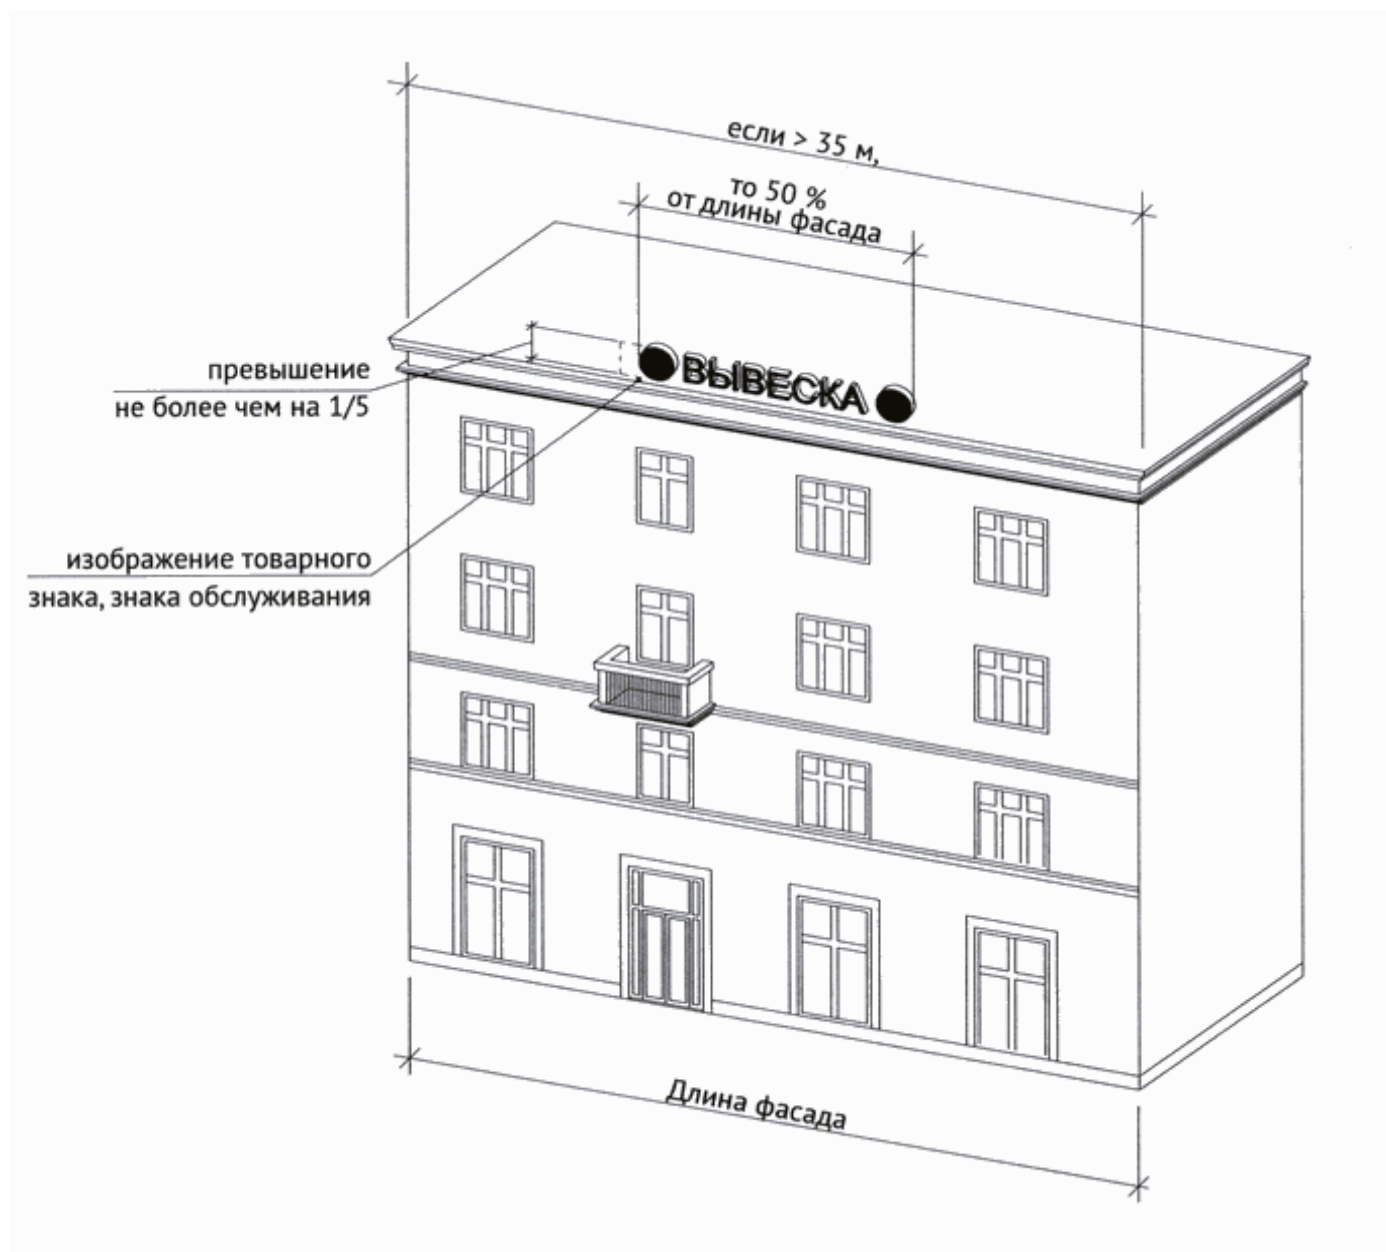 если > 35 м,
то 50 %
от длины фасада
ВЫВЕСКА
превышение
не более чем на 1/5
изображение товарного
знака, знака обслуживания
Длина фасада